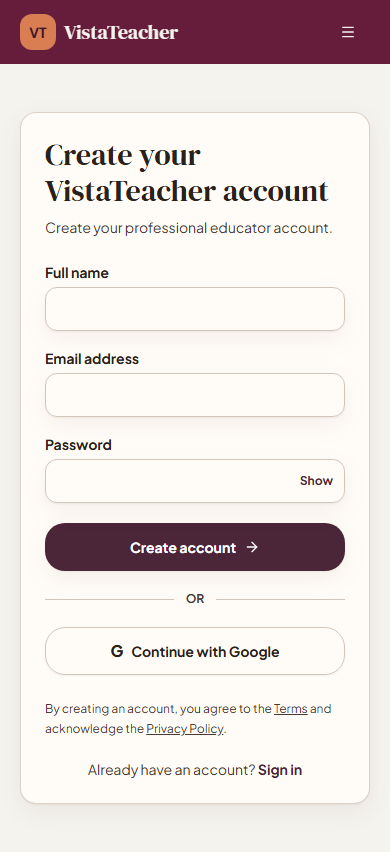 VT VistaTeacher
Create your
VistaTeacher account
Create your professional educator account.
Full name
Email address
Password
Show
Create account →
OR
G Continue with Google
By creating an account, you agree to the Terms and
acknowledge the Privacy Policy.
Already have an account? Sign in